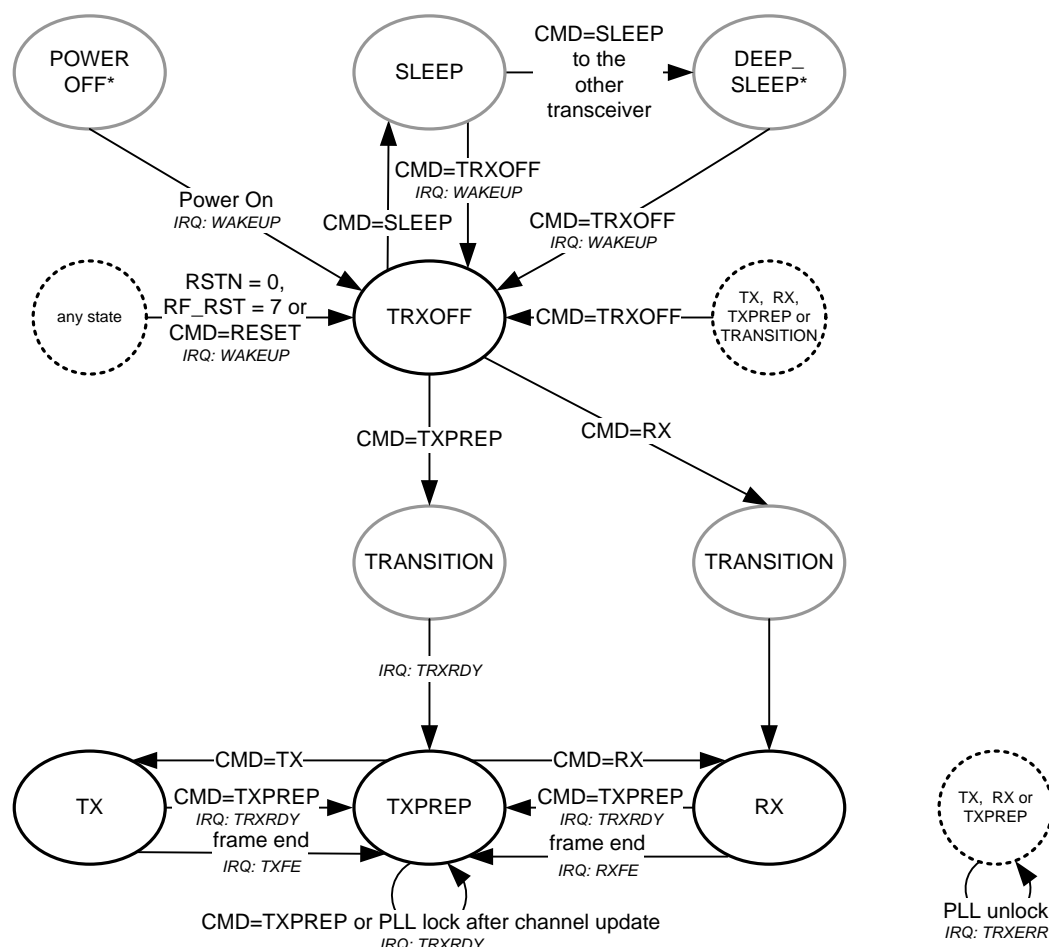 POWER
OFF*
SLEEP
CMD=SLEEP
to the
other
transceiver
DEEP_
SLEEP*
Power On
IRQ: WAKEUP
CMD=SLEEP
CMD=TRXOFF
IRQ: WAKEUP
CMD=TRXOFF
IRQ: WAKEUP
any state
RSTN = 0,
RF_RST = 7 or
CMD=RESET
IRQ: WAKEUP
TRXOFF
CMD=TRXOFF
TX, RX,
TXPREP or
TRANSITION
CMD=TXPREP
CMD=RX
TRANSITION
TRANSITION
IRQ: TRXRDY
TX
CMD=TX
CMD=TXPREP
IRQ: TRXRDY
frame end
IRQ: TXFE
TXPREP
CMD=RX
CMD=TXPREP
IRQ: TRXRDY
frame end
IRQ: RXFE
RX
TX, RX or
TXPREP
CMD=TXPREP or PLL lock after channel update
IRQ: TRXRDY
PLL unlock
IRQ: TRXERR